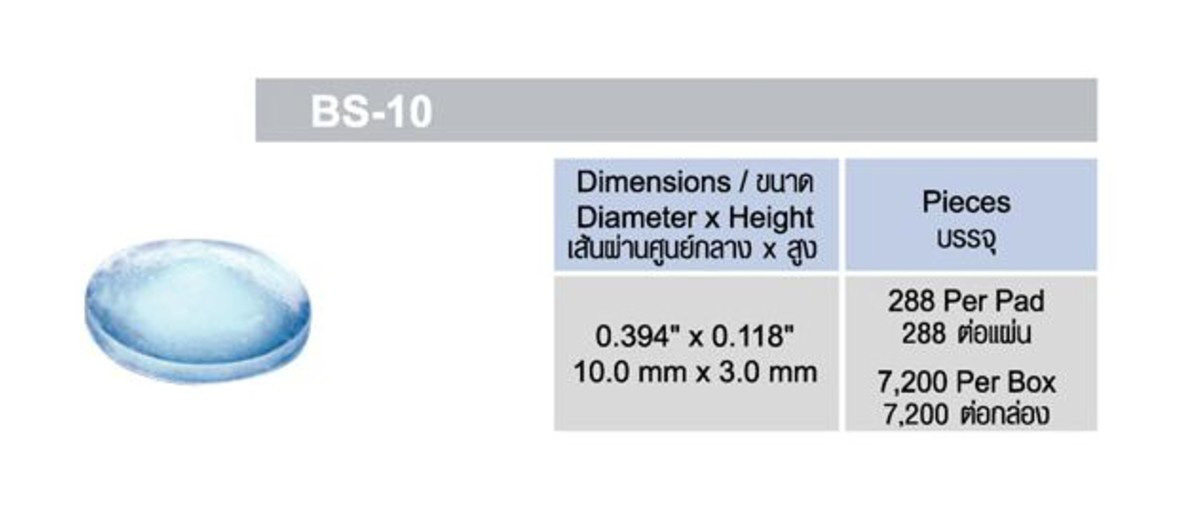 BS-10
Dimensions / ขนาด
Diameter x Height
เส้นผ่านศูนย์กลาง x สูง
Pieces
บรรจุ
0.394" x 0.118"
10.0 mm x 3.0 mm
288 Per Pad
288 ต่อแผ่น
7,200 Per Box
7,200 ต่อกล่อง